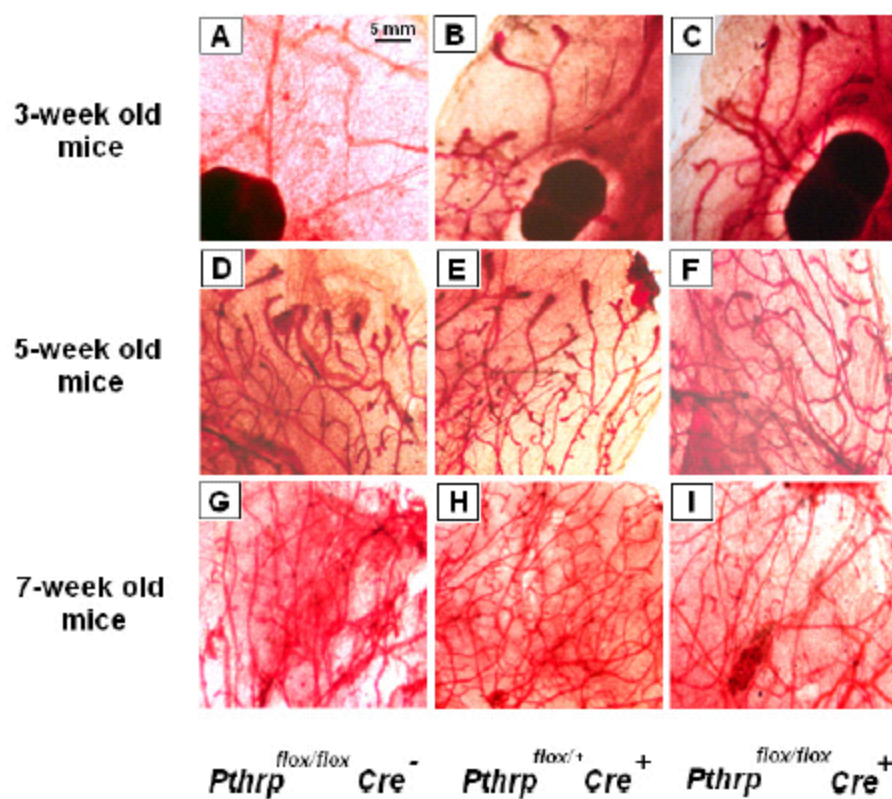 A
5 mm
B
C
3-week old
mice
D
E
F
5-week old
mice
G
H
I
7-week old
mice
Pthrp flox/flox Cre -
Pthrp flox/+ Cre +
Pthrp flox/flox Cre +